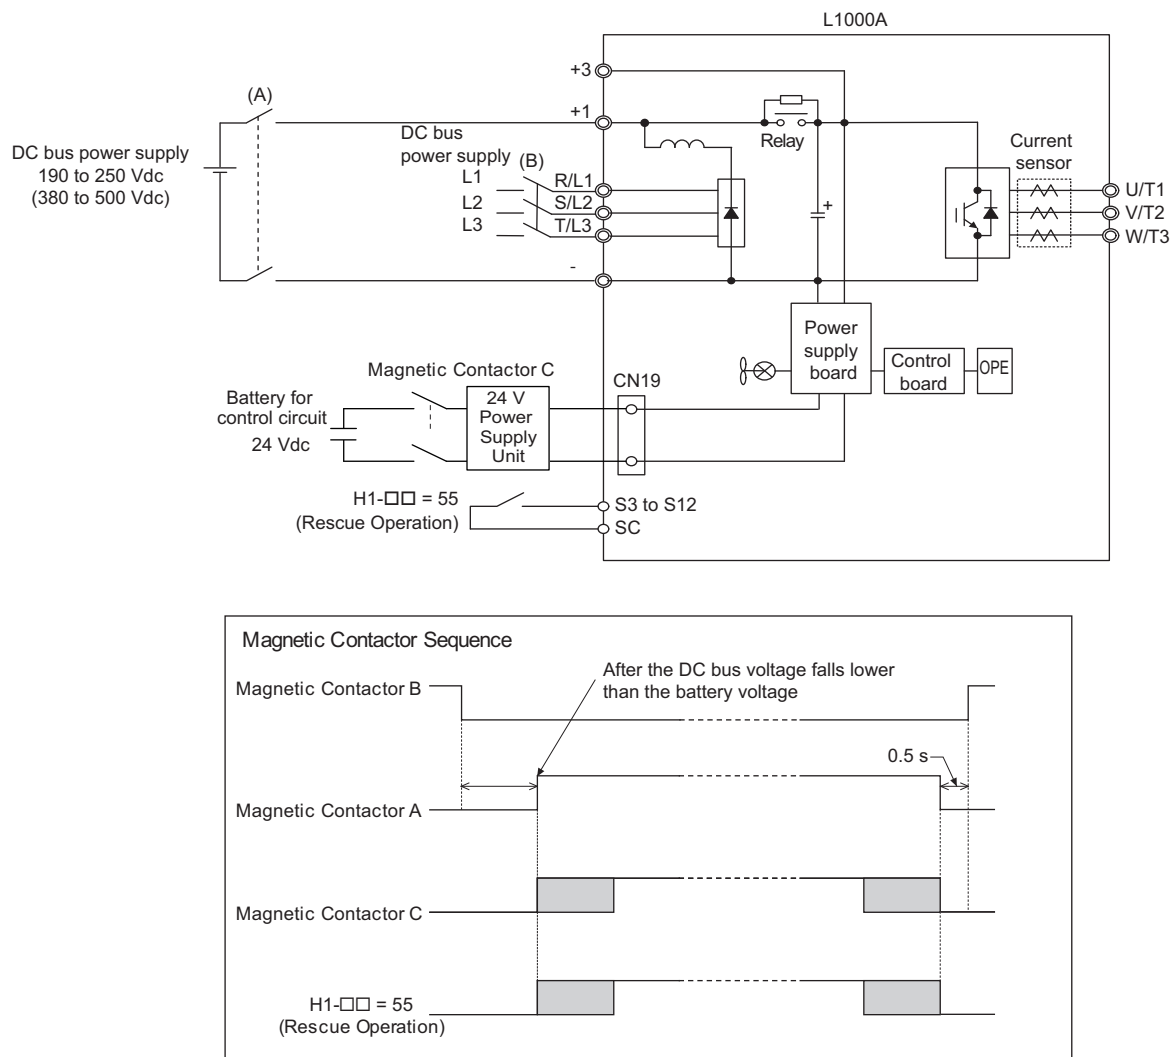 L1000A
+3
(A)
+1
DC bus power supply
190 to 250 Vdc
(380 to 500 Vdc)
DC bus
power supply
(B)
L1
L2
L3
R/L1
S/L2
T/L3
-
Relay
+
Current
sensor
U/T1
V/T2
W/T3
Power
supply
board
Control
board
OPE
Magnetic Contactor C
CN19
Battery for
control circuit
24 Vdc
24 V
Power
Supply
Unit
H1-□□ = 55
(Rescue Operation)
S3 to S12
SC
Magnetic Contactor Sequence
After the DC bus voltage falls lower
than the battery voltage
Magnetic Contactor B
0.5 s
Magnetic Contactor A
Magnetic Contactor C
H1-□□ = 55
(Rescue Operation)